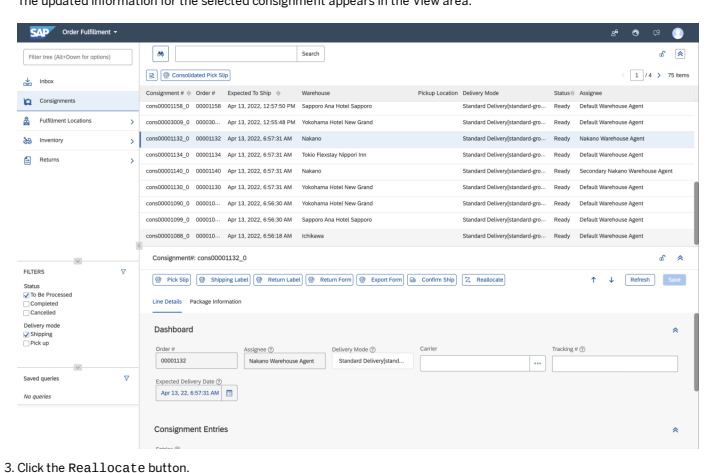 The updated information for the selected consignment appears in the View area.
SAP Order Fulfillment
Filter tree (Alt+Down for options)
Search
Consolidated Pick Slip
1 / 4 > 75 items
Inbox
Consignments
Fulfillment Locations
Inventory
Returns
Consignment # Order # Expected To Ship Warehouse Pickup Location Delivery Mode Status Assignee
cons00001158_0 00001158 Apr 13, 2022, 12:57:50 PM Sapporo Ana Hotel Sapporo Standard Delivery[standard-gro... Ready Default Warehouse Agent
cons00003009_0 000030... Apr 13, 2022, 12:55:48 PM Yokohama Hotel New Grand Standard Delivery[standard-gro... Ready Default Warehouse Agent
cons00001132_0 00001132 Apr 13, 2022, 6:57:31 AM Nakano Standard Delivery[standard-gro... Ready Nakano Warehouse Agent
cons00001134_0 00001134 Apr 13, 2022, 6:57:31 AM Tokio Flexstay Nippori Inn Standard Delivery[standard-gro... Ready Default Warehouse Agent
cons00001140_0 00001140 Apr 13, 2022, 6:57:31 AM Nakano Standard Delivery[standard-gro... Ready Secondary Nakano Warehouse Agent
cons00001130_0 00001130 Apr 13, 2022, 6:57:31 AM Yokohama Hotel New Grand Standard Delivery[standard-gro... Ready Default Warehouse Agent
cons00001090_0 000010... Apr 13, 2022, 6:56:30 AM Yokohama Hotel New Grand Standard Delivery[standard-gro... Ready Default Warehouse Agent
cons00001099_0 000010... Apr 13, 2022, 6:56:30 AM Sapporo Ana Hotel Sapporo Standard Delivery[standard-gro... Ready Default Warehouse Agent
cons00001088_0 000010... Apr 13, 2022, 6:56:18 AM Ichikawa Standard Delivery[standard-gro... Ready Default Warehouse Agent
Consignment#: cons00001132_0
Pick Slip Shipping Label Return Label Return Form Export Form Confirm Ship Reallocate Refresh Save
FILTERS
Status
To Be Processed
Completed
Cancelled
Delivery mode
Shipping
Pick up
Saved queries
No queries
Line Details Package Information
Dashboard
Order # Assignee Delivery Mode Carrier Tracking #
00001132 Nakano Warehouse Agent Standard Delivery[stand... •••
Expected Delivery Date
Apr 13, 22, 6:57:31 AM
Consignment Entries
3. Click the Reallocate button.